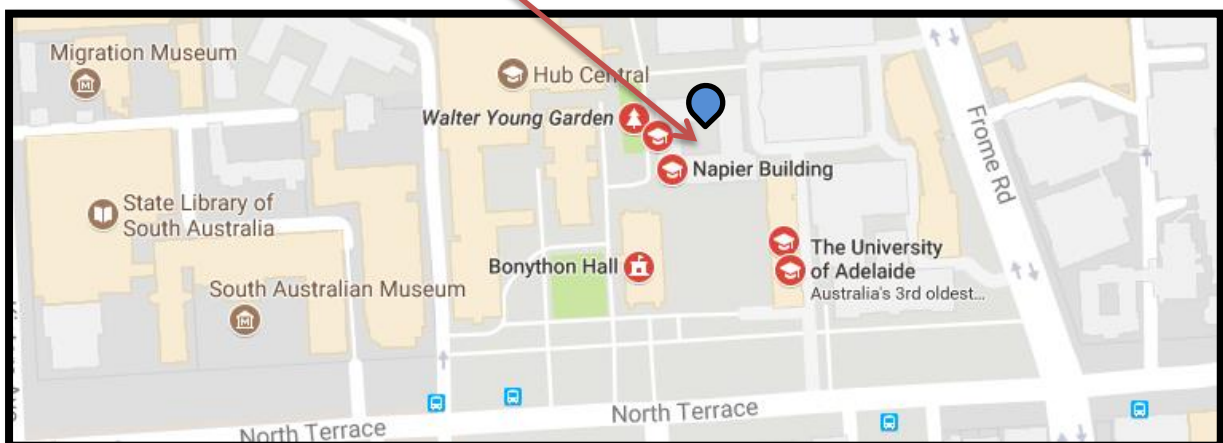 Migration Museum
Hub Central
Walter Young Garden
Napier Building
Frome Rd
State Library of
South Australia
Bonython Hall
The University
of Adelaide
Australia's 3rd oldest...
South Australian Museum
North Terrace
North Terrace